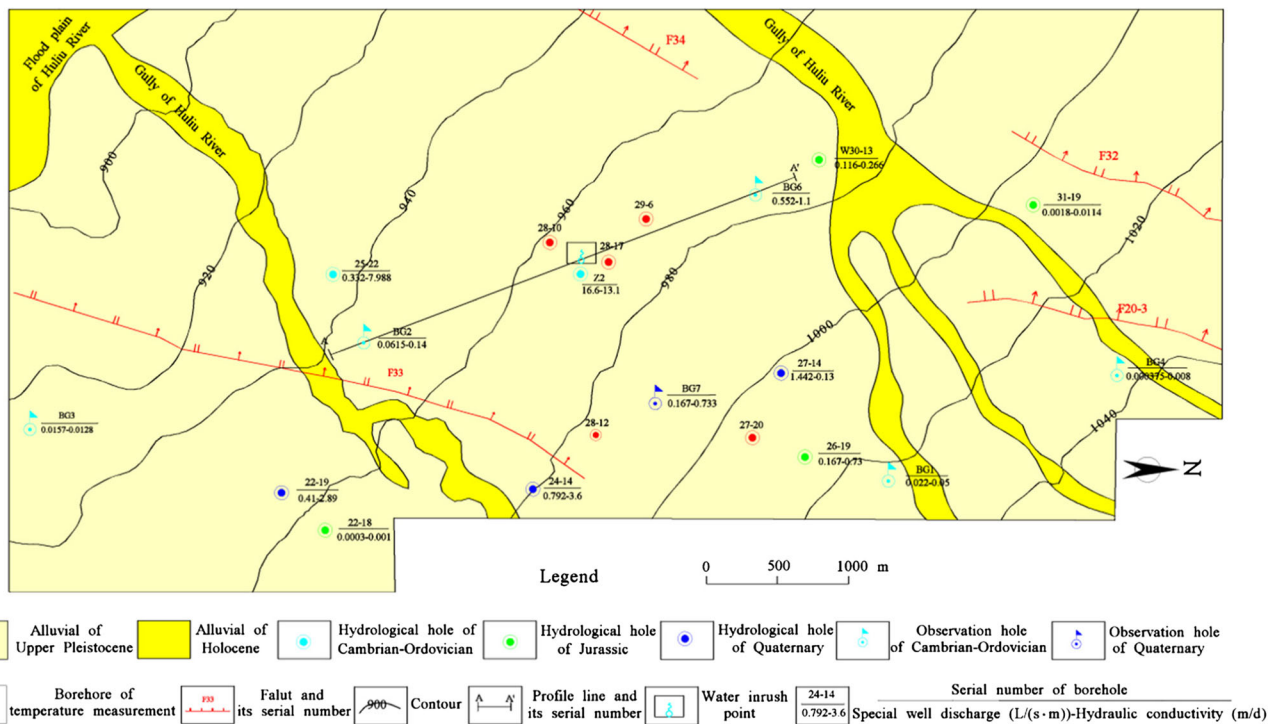 Flood plain
of Huliu River
Gully of Huliu River
F34
Gully of Huliu River
900
940
960
W30-13
0.116-0.266
A'
BG6
0.552-1.1
F32
31-19
0.0018-0.0114
1020
29-6
28-10
28-17
Z2
16.6-13.1
980
25-22
0.332-7.988
920
BG2
0.0615-0.14
A
F33
1000
F20-3
27-14
1.442-0.13
BG4
0.000375-0.008
BG7
0.167-0.733
BG3
0.0157-0.0128
28-12
27-20
26-19
0.167-0.73
1040
BG1
0.022-0.05
N
22-19
0.41-2.89
24-14
0.792-3.6
22-18
0.0003-0.001
Legend
0 500 1000 m
Alluvial of
Upper Pleistocene
Alluvial of
Holocene
Hydrological hole of
Cambrian-Ordovician
Hydrological hole
of Jurassic
Hydrological hole
of Quaternary
Observation hole
of Cambrian-Ordovician
Observation hole
of Quaternary
Borehore of
temperature measurement
F33
Falut and
its serial number
900
Contour
A A'
Profile line and
its serial number
Water inrush
point
24-14
0.792-3.6
Serial number of borehole
Special well discharge (L/(s·m))-Hydraulic conductivity (m/d)